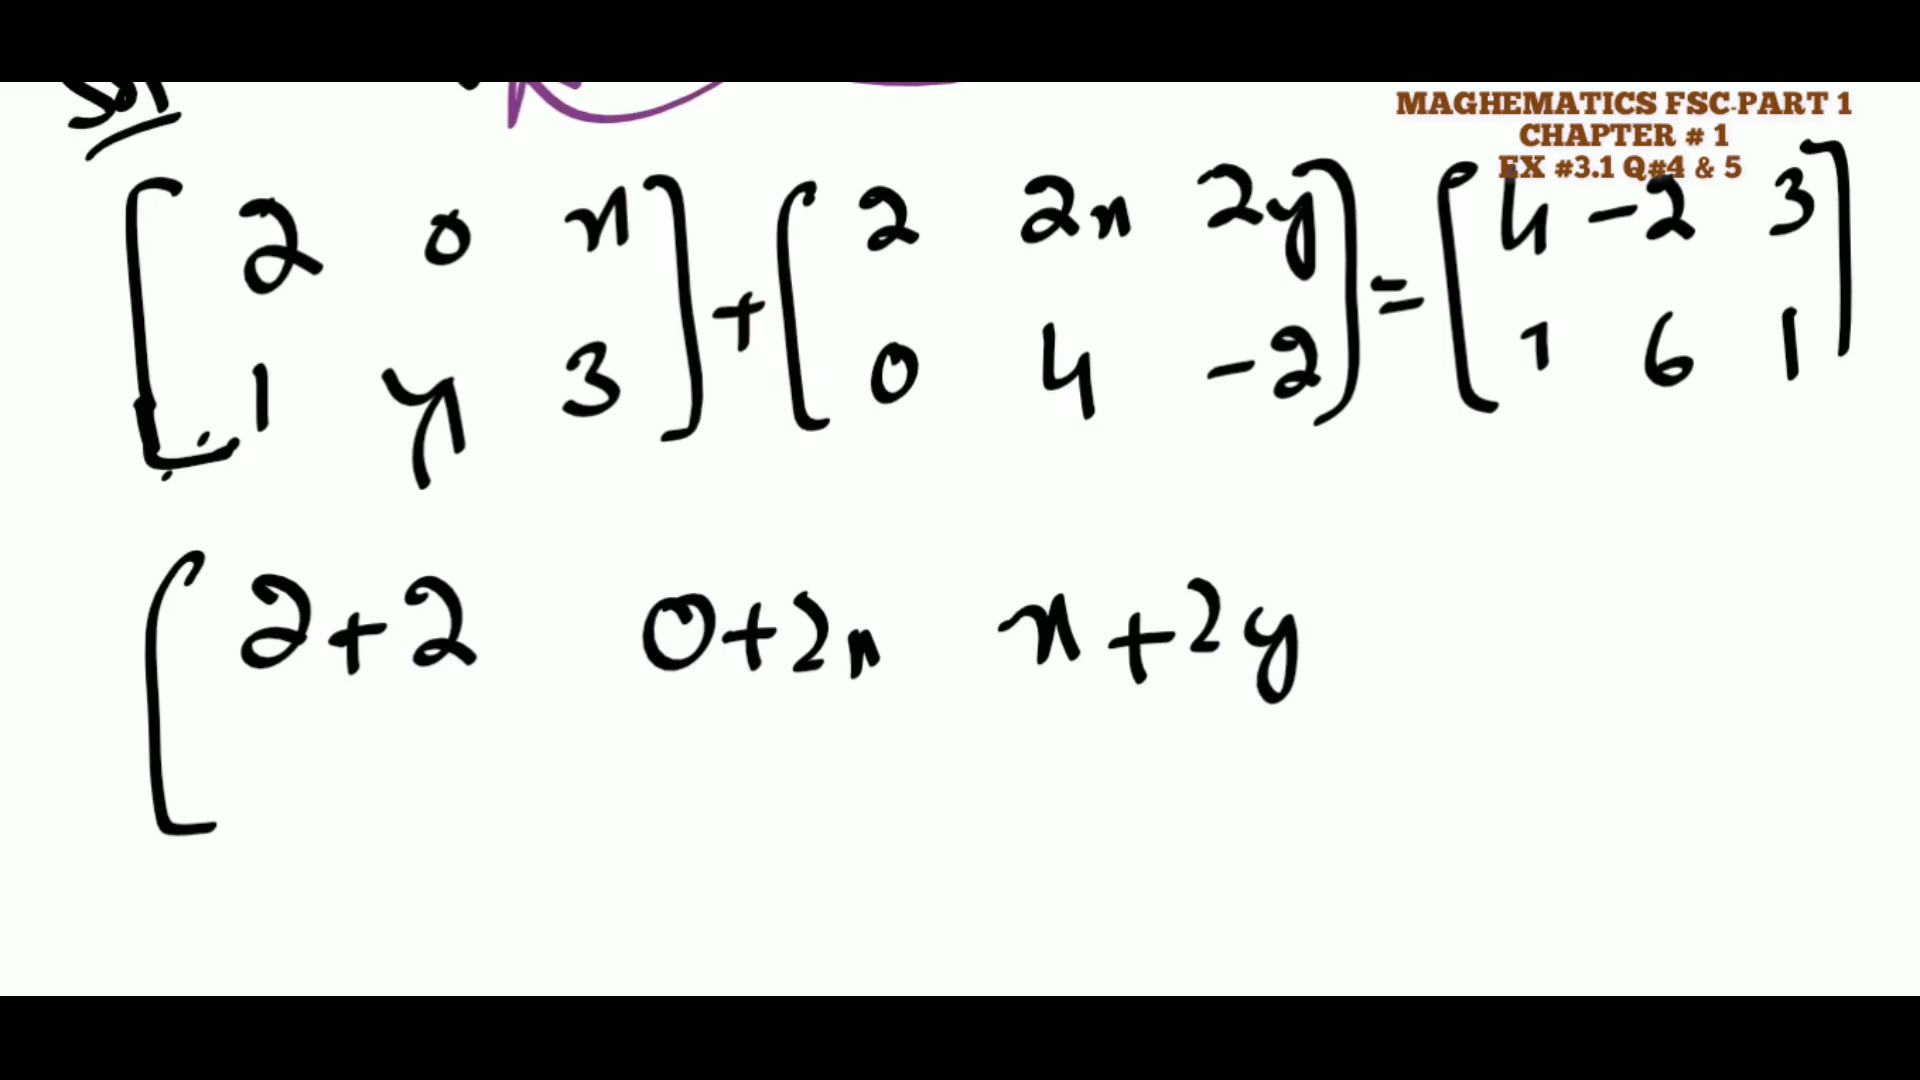 Sol
MAGHEMATICS FSC-PART 1
CHAPTER # 1
EX #3.1 Q#4 & 5
[ 2 0 x ] + [ 2 2x 2y ] = [ 4 -2 3 ]
[ 1 y 3 ] [ 0 4 -2 ] [ 1 6 1 ]
[ 2+2 0+2x x+2y